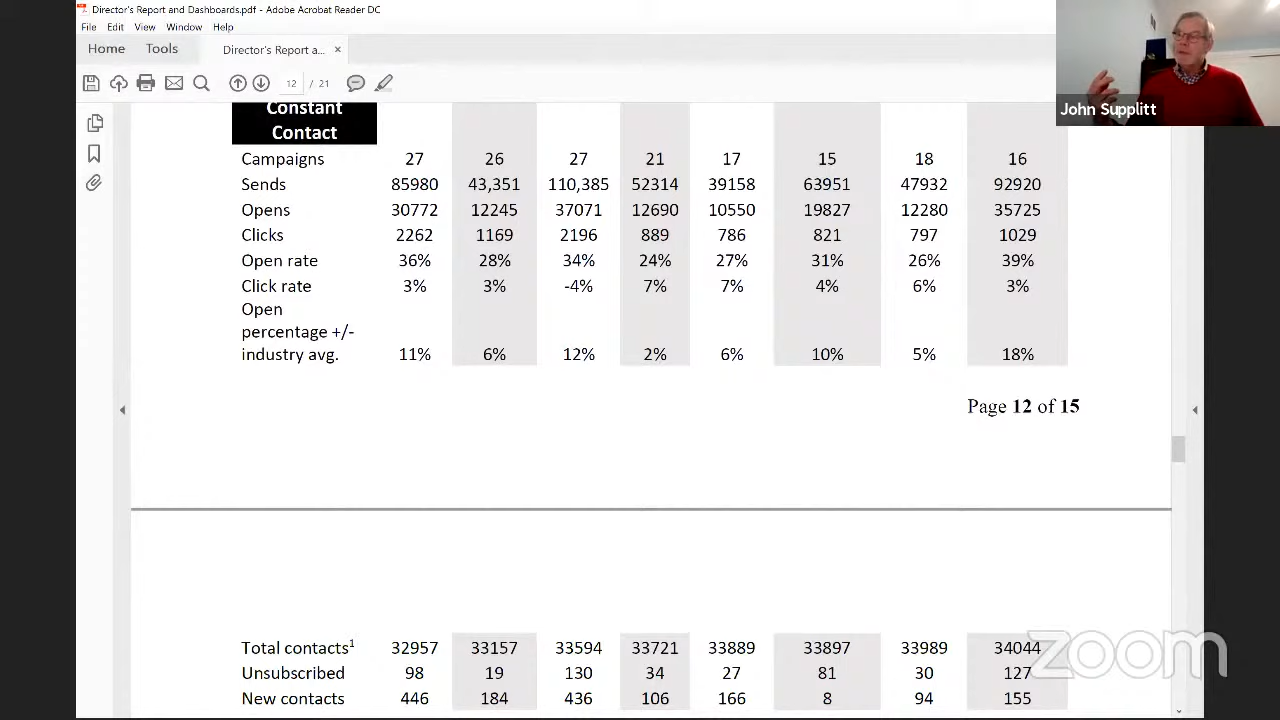 Director's Report and Dashboards.pdf - Adobe Acrobat Reader DC
File Edit View Window Help
Home Tools Director's Report a... ×
12 / 21
John Supplitt
Constant
Contact
Campaigns 27 26 27 21 17 15 18 16
Sends 85980 43,351 110,385 52314 39158 63951 47932 92920
Opens 30772 12245 37071 12690 10550 19827 12280 35725
Clicks 2262 1169 2196 889 786 821 797 1029
Open rate 36% 28% 34% 24% 27% 31% 26% 39%
Click rate 3% 3% -4% 7% 7% 4% 6% 3%
Open
percentage +/-
industry avg. 11% 6% 12% 2% 6% 10% 5% 18%
Page 12 of 15
Total contacts1 32957 33157 33594 33721 33889 33897 33989 34044
Unsubscribed 98 19 130 34 27 81 30 127
New contacts 446 184 436 106 166 8 94 155
zoom